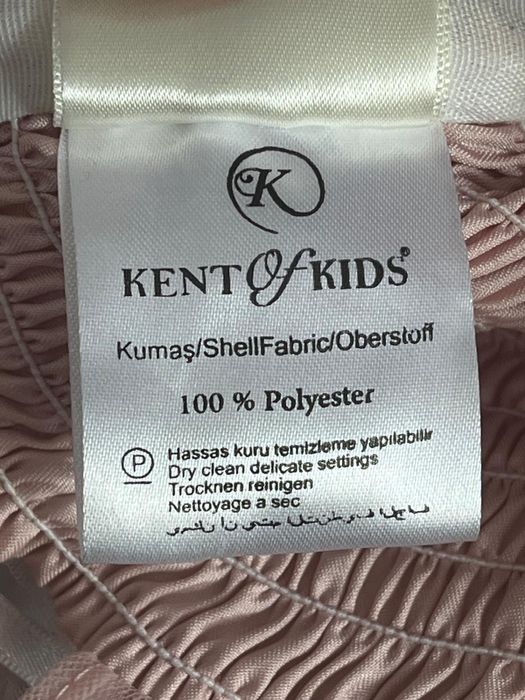 K
KENT Of KIDS®
Kumaş/ShellFabric/Oberstoff
100 % Polyester
P
Hassas kuru temizleme yapılabilir
Dry clean delicate settings
Trocknen reinigen
Nettoyage a sec